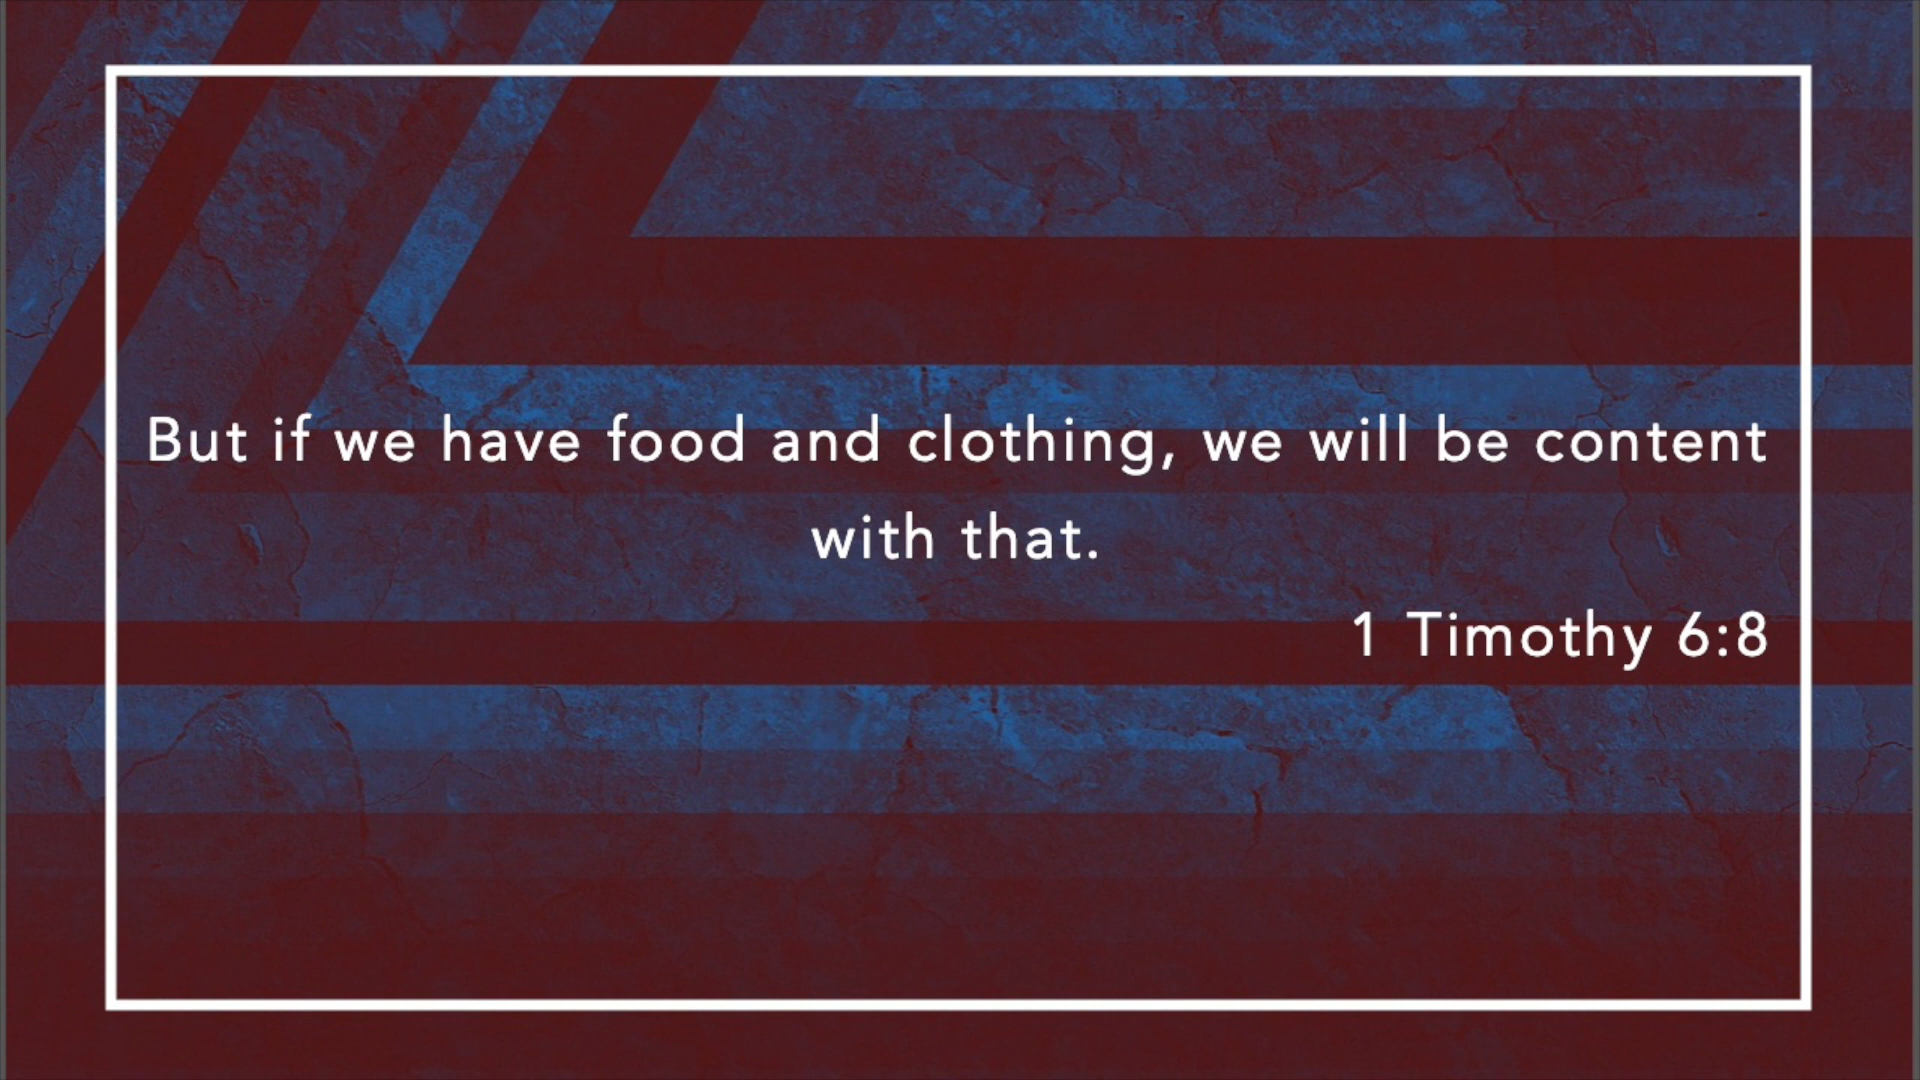 But if we have food and clothing, we will be content
with that.
1 Timothy 6:8